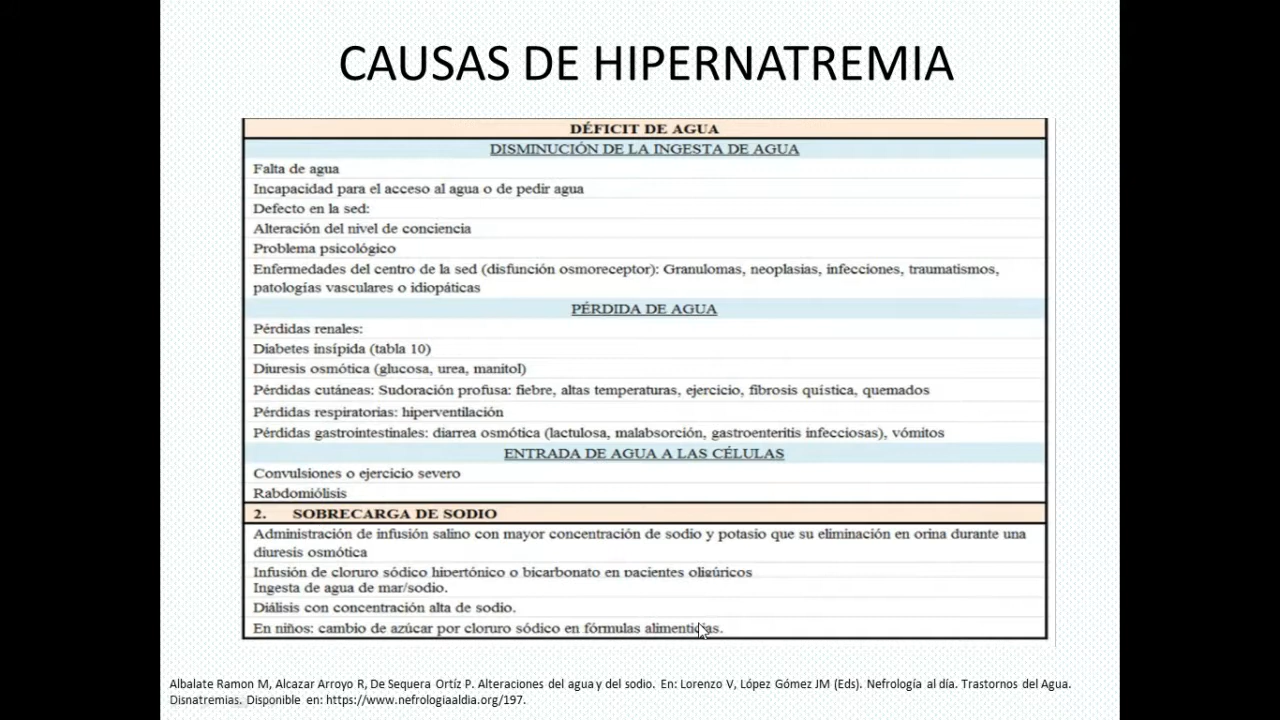 CAUSAS DE HIPERNATREMIA
DÉFICIT DE AGUA
DISMINUCIÓN DE LA INGESTA DE AGUA
Falta de agua
Incapacidad para el acceso al agua o de pedir agua
Defecto en la sed:
Alteración del nivel de conciencia
Problema psicológico
Enfermedades del centro de la sed (disfunción osmoreceptor): Granulomas, neoplasias, infecciones, traumatismos,
patologías vasculares o idiopáticas
PÉRDIDA DE AGUA
Pérdidas renales:
Diabetes insípida (tabla 10)
Diuresis osmótica (glucosa, urea, manitol)
Pérdidas cutáneas: Sudoración profusa: fiebre, altas temperaturas, ejercicio, fibrosis quística, quemados
Pérdidas respiratorias: hiperventilación
Pérdidas gastrointestinales: diarrea osmótica (lactulosa, malabsorción, gastroenteritis infecciosas), vómitos
ENTRADA DE AGUA A LAS CÉLULAS
Convulsiones o ejercicio severo
Rabdomiólisis
2. SOBRECARGA DE SODIO
Administración de infusión salino con mayor concentración de sodio y potasio que su eliminación en orina durante una
diuresis osmótica
Infusión de cloruro sódico hipertónico o bicarbonato en pacientes oligúricos
Ingesta de agua de mar/sodio.
Diálisis con concentración alta de sodio.
En niños: cambio de azúcar por cloruro sódico en fórmulas alimenticias.
Albalate Ramon M, Alcazar Arroyo R, De Sequera Ortíz P. Alteraciones del agua y del sodio. En: Lorenzo V, López Gómez JM (Eds). Nefrología al día. Trastornos del Agua.
Disnatremias. Disponible en: https://www.nefrologiaaldia.org/197.